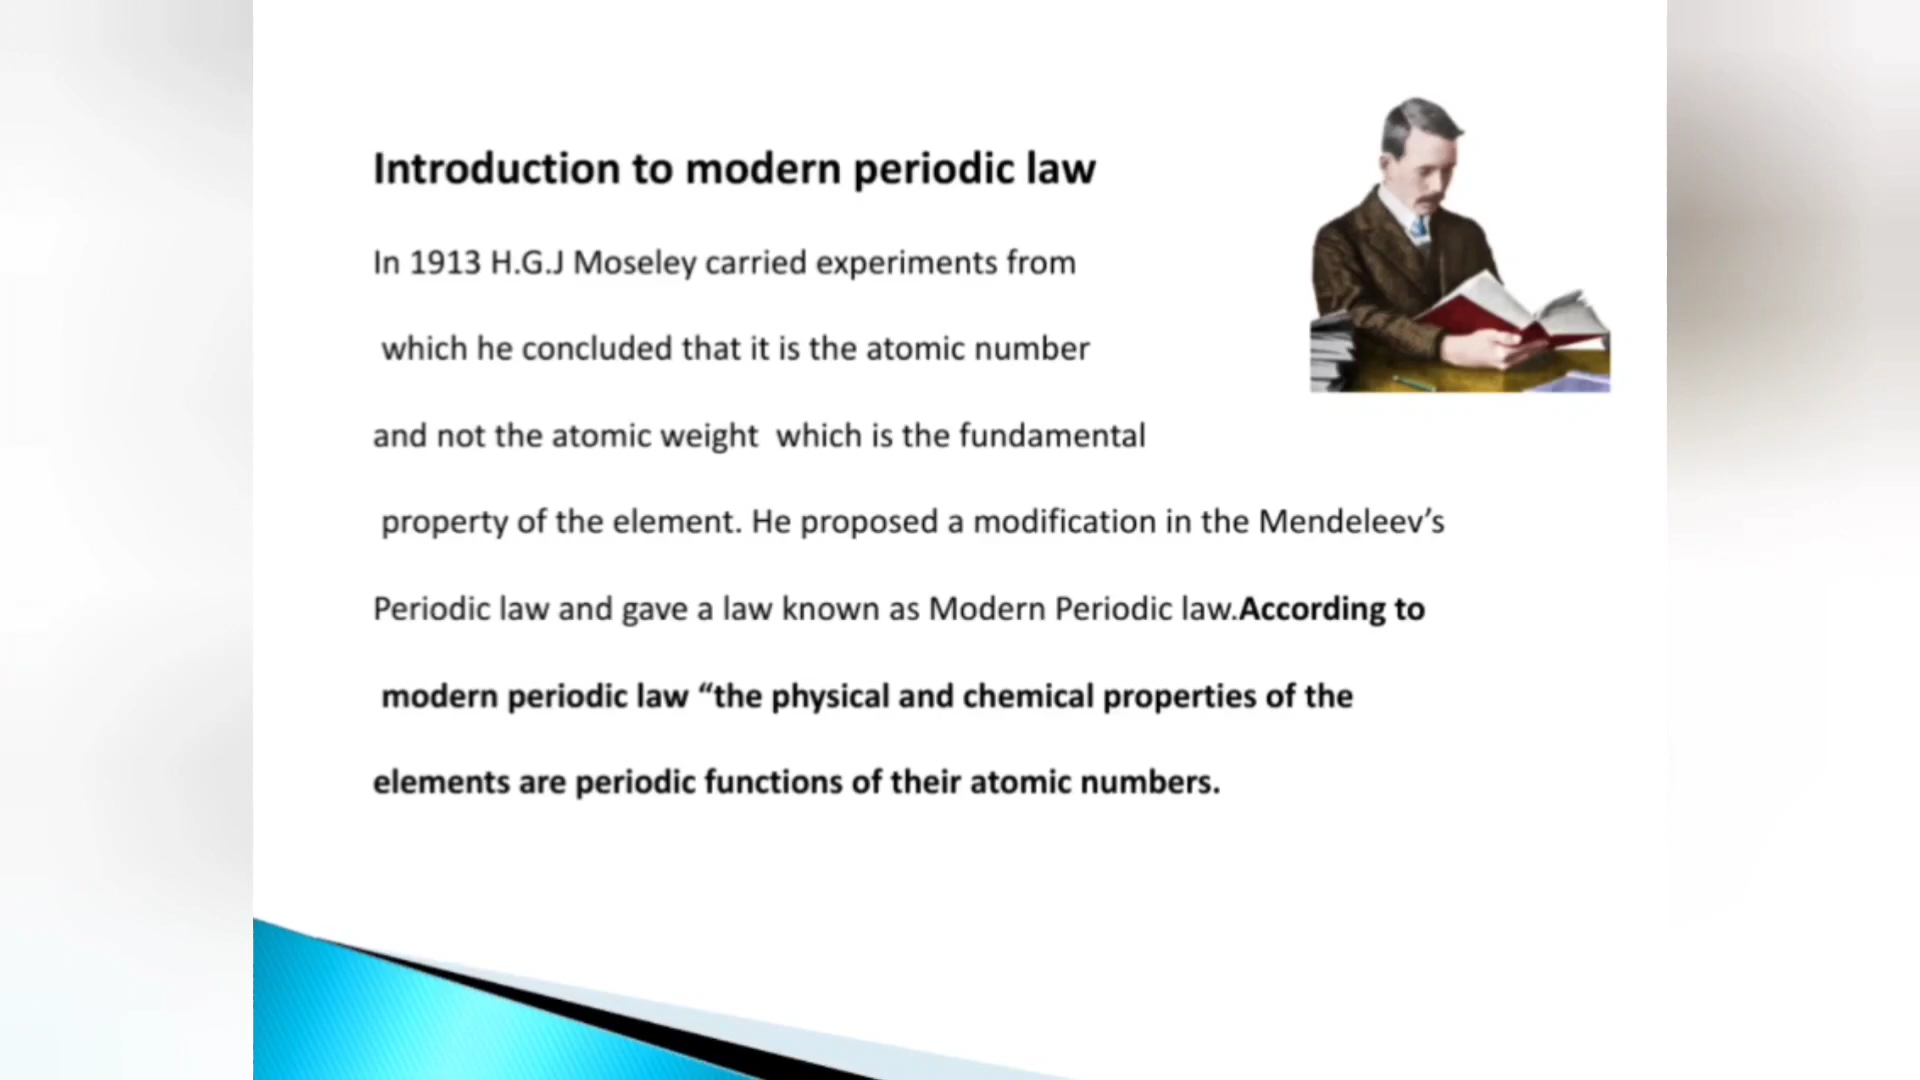 Introduction to modern periodic law
In 1913 H.G.J Moseley carried experiments from
which he concluded that it is the atomic number
and not the atomic weight which is the fundamental
property of the element. He proposed a modification in the Mendeleev’s
Periodic law and gave a law known as Modern Periodic law.According to
modern periodic law “the physical and chemical properties of the
elements are periodic functions of their atomic numbers.